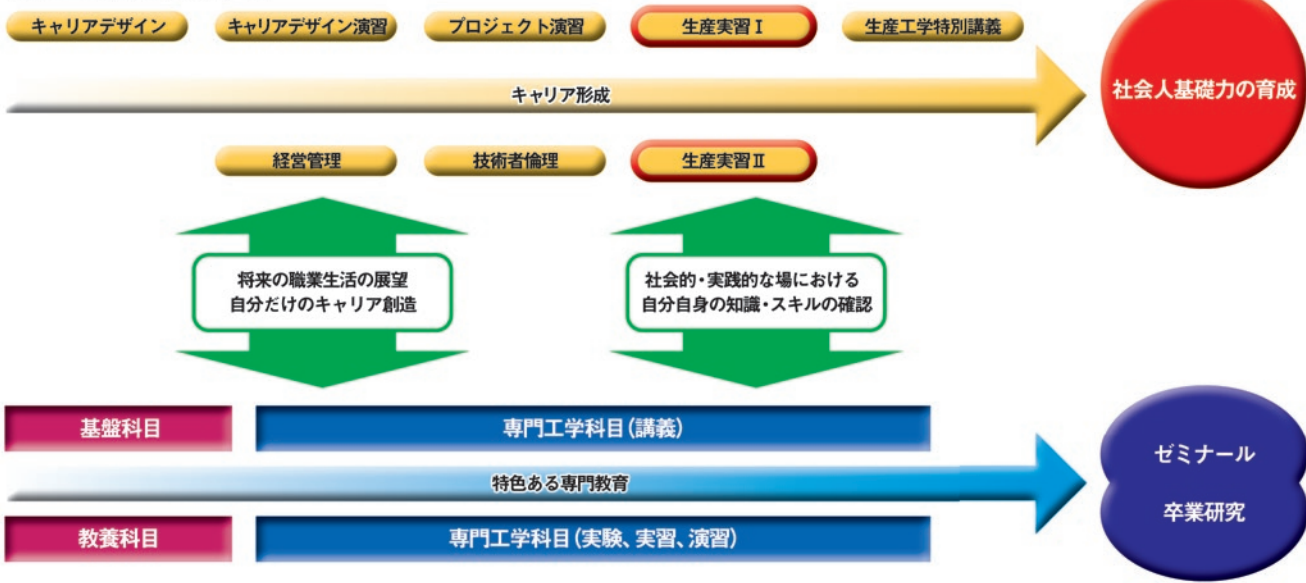 キャリアデザイン
キャリアデザイン演習
プロジェクト演習
生産実習Ⅰ
生産工学特別講義
キャリア形成
社会人基礎力の育成
経営管理
技術者倫理
生産実習Ⅱ
将来の職業生活の展望
自分だけのキャリア創造
社会的・実践的な場における
自分自身の知識・スキルの確認
基盤科目
専門工学科目(講義)
特色ある専門教育
教養科目
専門工学科目(実験、実習、演習)
ゼミナール
卒業研究